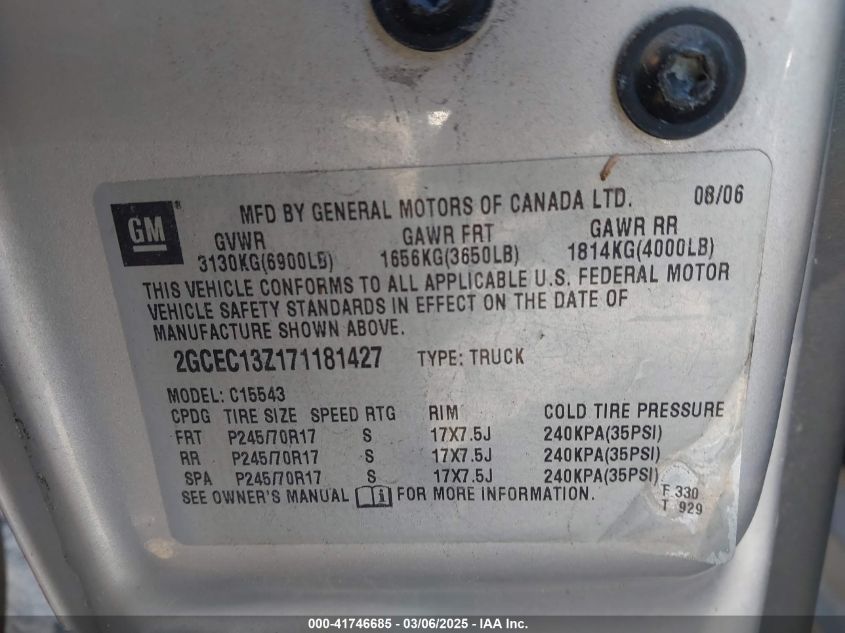 MFD BY GENERAL MOTORS OF CANADA LTD. 08/06
GM®
GVWR GAWR FRT GAWR RR
3130KG(6900LB) 1656KG(3650LB) 1814KG(4000LB)
THIS VEHICLE CONFORMS TO ALL APPLICABLE U.S. FEDERAL MOTOR
VEHICLE SAFETY STANDARDS IN EFFECT ON THE DATE OF
MANUFACTURE SHOWN ABOVE.
2GCEC13Z171181427 TYPE: TRUCK
MODEL: C15543
CPDG TIRE SIZE SPEED RTG RIM COLD TIRE PRESSURE
FRT P245/70R17 S 17X7.5J 240KPA(35PSI)
RR P245/70R17 S 17X7.5J 240KPA(35PSI)
SPA P245/70R17 S 17X7.5J 240KPA(35PSI)
SEE OWNER'S MANUAL i FOR MORE INFORMATION.
F 330
T 929
000-41746685 - 03/06/2025 - IAA Inc.